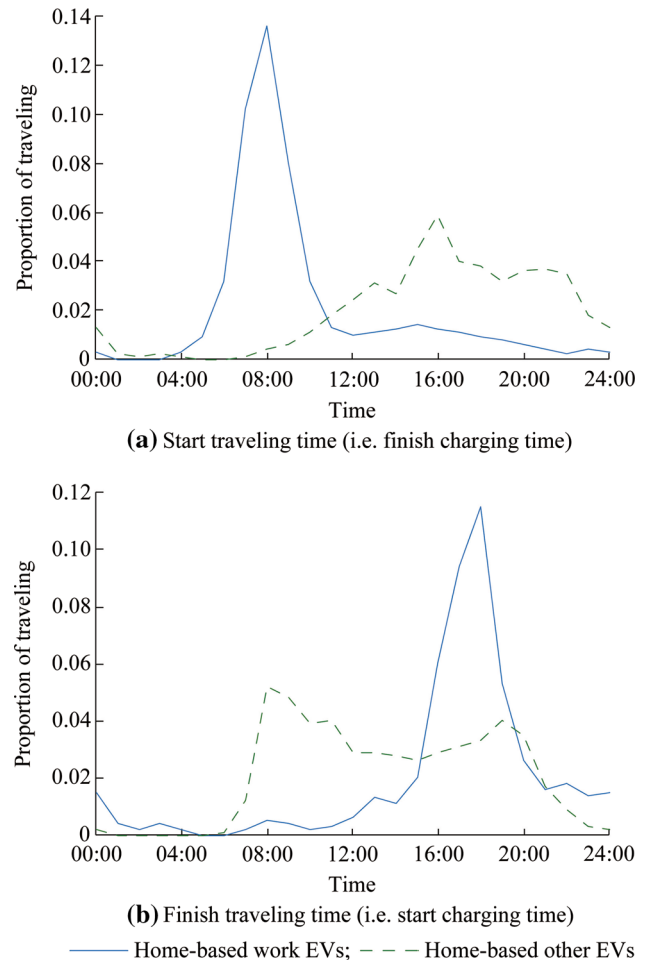 0.14
0.12
0.10
0.08
0.06
0.04
0.02
0
Proportion of traveling
00:00 04:00 08:00 12:00 16:00 20:00 24:00
Time
(a) Start traveling time (i.e. finish charging time)
0.12
0.10
0.08
0.06
0.04
0.02
0
Proportion of traveling
00:00 04:00 08:00 12:00 16:00 20:00 24:00
Time
(b) Finish traveling time (i.e. start charging time)
Home-based work EVs; Home-based other EVs